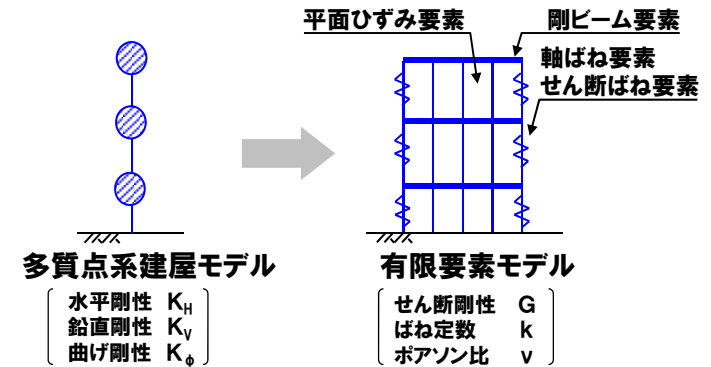 平面ひずみ要素
剛ビーム要素
軸ばね要素
せん断ばね要素
多質点系建屋モデル
水平剛性 KH
鉛直剛性 KV
曲げ剛性 Kφ
有限要素モデル
せん断剛性 G
ばね定数 k
ポアソン比 ν